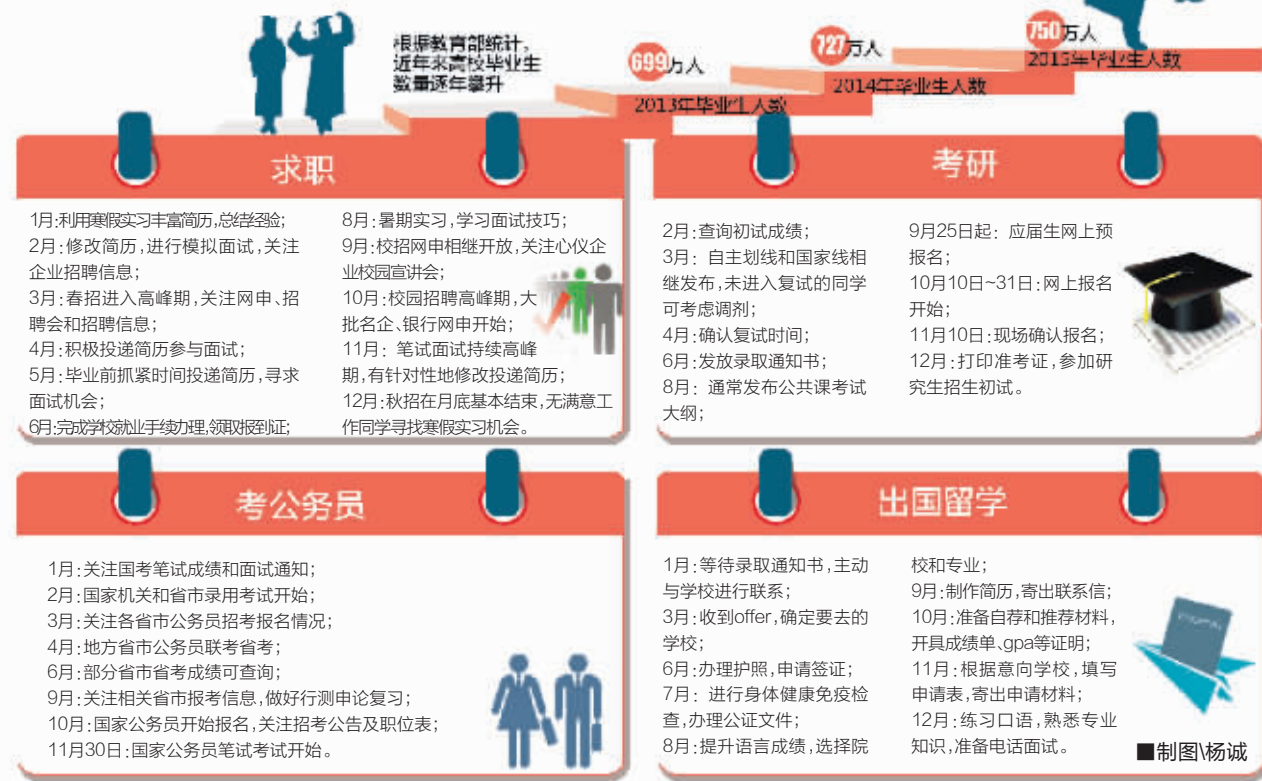 根据教育部统计，
近年来高校毕业生
数量逐年攀升
699万人
2013年毕业生人数
727万人
2014年毕业生人数
750万人
2015年毕业生人数
求职
1月:利用寒假实习丰富简历,总结经验;
2月:修改简历,进行模拟面试,关注
企业招聘信息;
3月:春招进入高峰期,关注网申、招
聘会和招聘信息;
4月:积极投递简历参与面试;
5月:毕业前抓紧时间投递简历,寻求
面试机会;
6月:完成学校就业手续办理,领取报到证;
8月:暑期实习,学习面试技巧;
9月:校招网申相继开放,关注心仪企
业校园宣讲会;
10月:校园招聘高峰期,大
批名企、银行网申开始;
11月: 笔试面试持续高峰
期,有针对性地修改投递简历;
12月:秋招在月底基本结束,无满意工
作同学寻找寒假实习机会。
考研
2月:查询初试成绩;
3月: 自主划线和国家线相
继发布,未进入复试的同学
可考虑调剂;
4月:确认复试时间;
6月:发放录取通知书;
8月: 通常发布公共课考试
大纲;
9月25日起: 应届生网上预
报名;
10月10日~31日:网上报名
开始;
11月10日:现场确认报名;
12月:打印准考证,参加研
究生招生初试。
考公务员
1月:关注国考笔试成绩和面试通知;
2月:国家机关和省市录用考试开始;
3月:关注各省市公务员招考报名情况;
4月:地方省市公务员联考省考;
6月:部分省市省考成绩可查询;
9月:关注相关省市报考信息,做好行测申论复习;
10月:国家公务员开始报名,关注招考公告及职位表;
11月30日:国家公务员笔试考试开始。
出国留学
1月:等待录取通知书,主动
与学校进行联系;
3月:收到offer,确定要去的
学校;
6月:办理护照,申请签证;
7月: 进行身体健康免疫检
查,办理公证文件;
8月:提升语言成绩,选择院
校和专业;
9月:制作简历,寄出联系信;
10月:准备自荐和推荐材料,
开具成绩单、gpa等证明;
11月:根据意向学校,填写
申请表,寄出申请材料;
12月:练习口语,熟悉专业
知识,准备电话面试。
■制图\杨诚